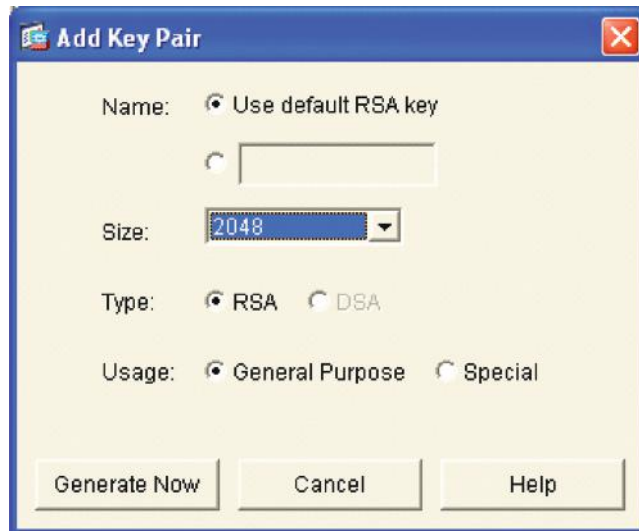 Add Key Pair
Name: Use default RSA key
Size: 2048
Type: RSA DSA
Usage: General Purpose Special
Generate Now Cancel Help